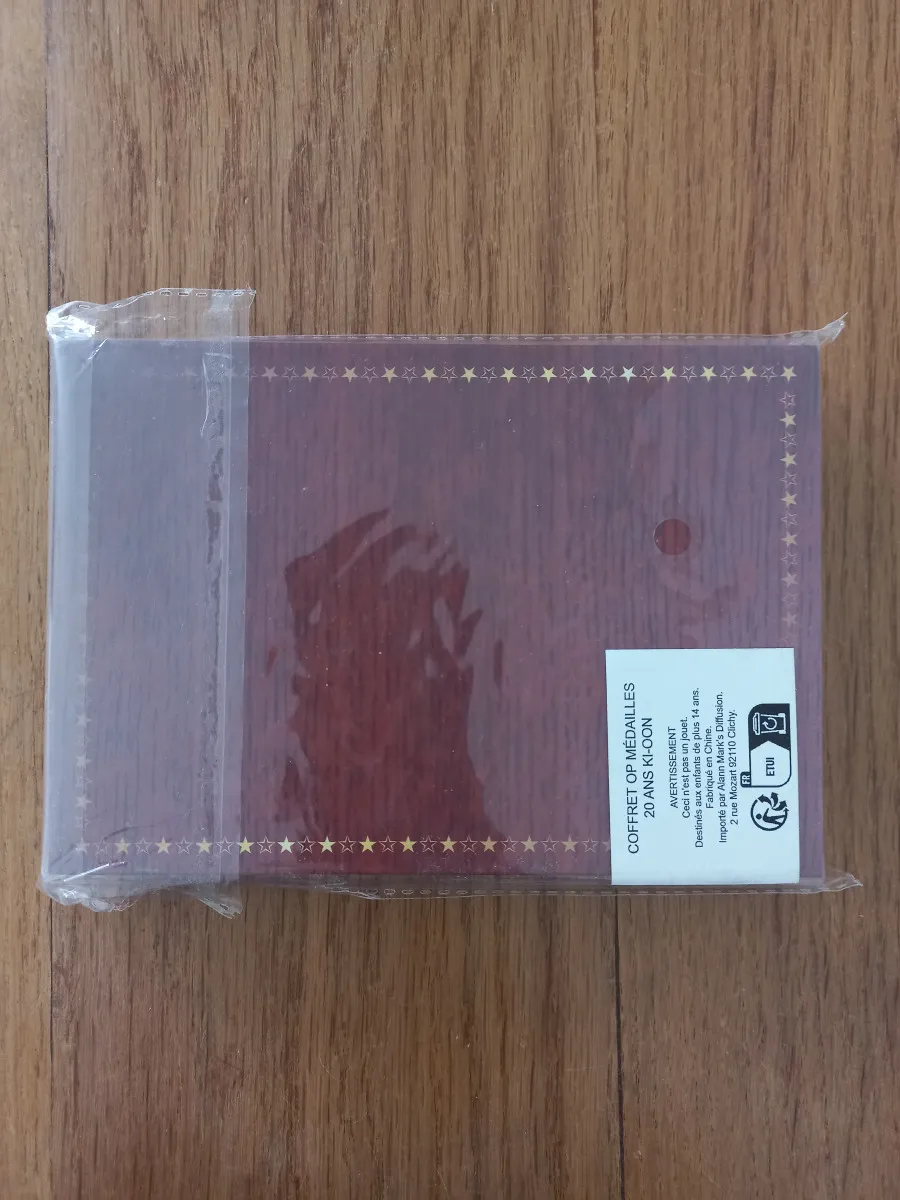 COFFRET OP MÉDAILLES
20 ANS KI-OON
AVERTISSEMENT
Ceci n'est pas un jouet.
Destinés aux enfants de plus 14 ans.
Fabriqué en Chine.
Importé par Alann Mark's Diffusion.
2 rue Mozart 92110 Clichy.
FR
ETUI